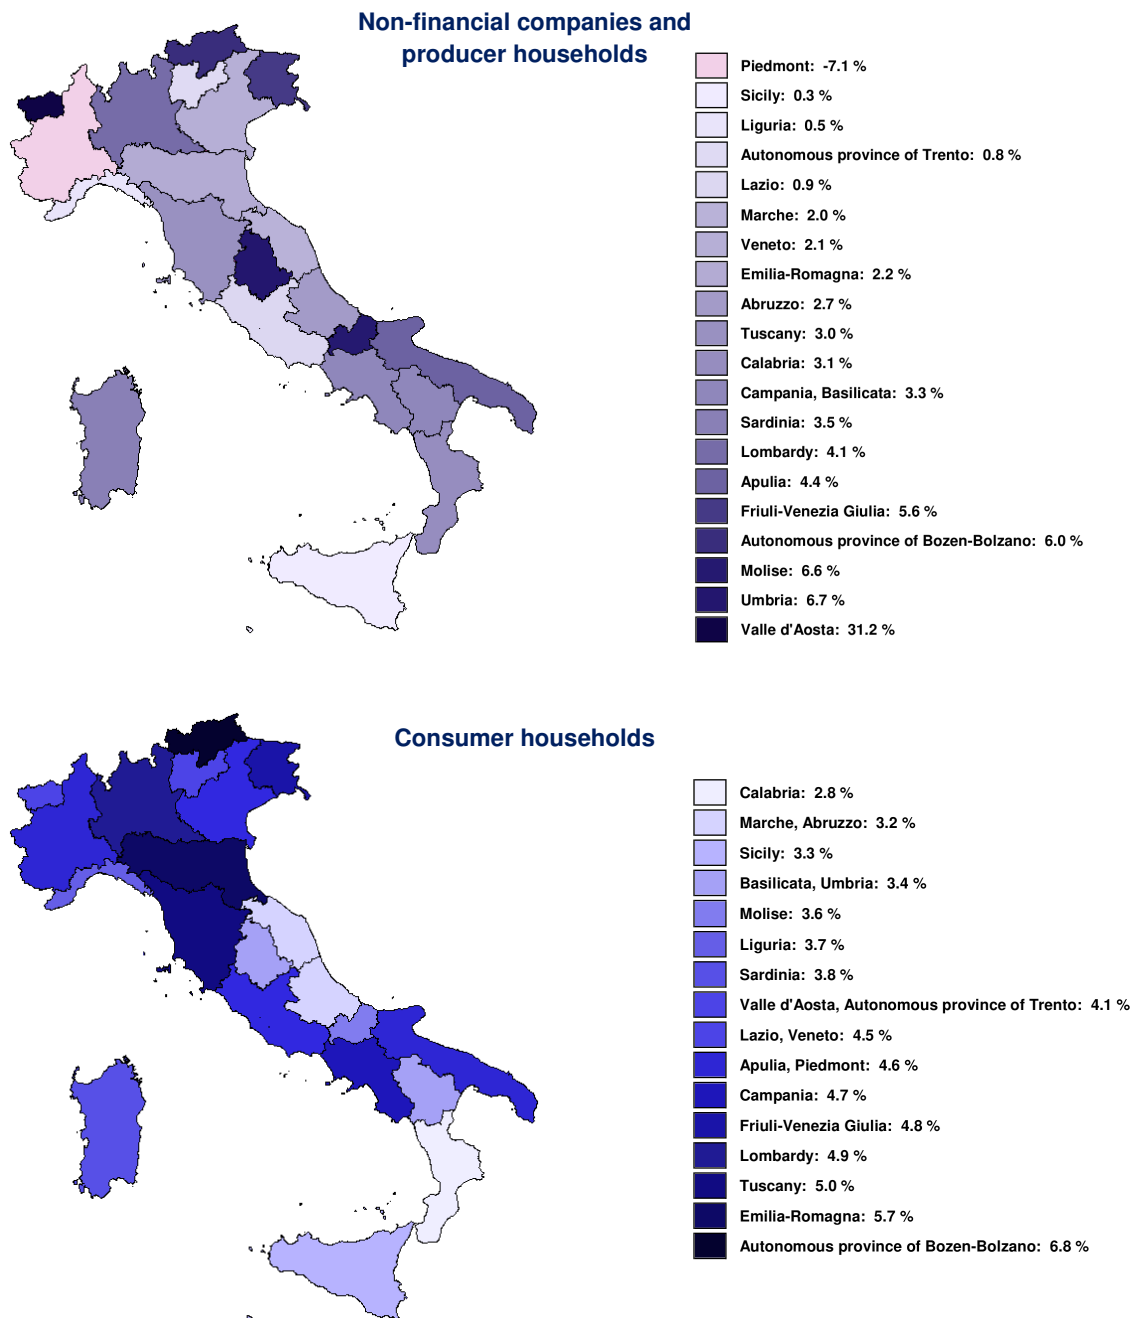 Non-financial companies and
producer households
Piedmont: -7.1 %
Sicily: 0.3 %
Liguria: 0.5 %
Autonomous province of Trento: 0.8 %
Lazio: 0.9 %
Marche: 2.0 %
Veneto: 2.1 %
Emilia-Romagna: 2.2 %
Abruzzo: 2.7 %
Tuscany: 3.0 %
Calabria: 3.1 %
Campania, Basilicata: 3.3 %
Sardinia: 3.5 %
Lombardy: 4.1 %
Apulia: 4.4 %
Friuli-Venezia Giulia: 5.6 %
Autonomous province of Bozen-Bolzano: 6.0 %
Molise: 6.6 %
Umbria: 6.7 %
Valle d'Aosta: 31.2 %
Consumer households
Calabria: 2.8 %
Marche, Abruzzo: 3.2 %
Sicily: 3.3 %
Basilicata, Umbria: 3.4 %
Molise: 3.6 %
Liguria: 3.7 %
Sardinia: 3.8 %
Valle d'Aosta, Autonomous province of Trento: 4.1 %
Lazio, Veneto: 4.5 %
Apulia, Piedmont: 4.6 %
Campania: 4.7 %
Friuli-Venezia Giulia: 4.8 %
Lombardy: 4.9 %
Tuscany: 5.0 %
Emilia-Romagna: 5.7 %
Autonomous province of Bozen-Bolzano: 6.8 %